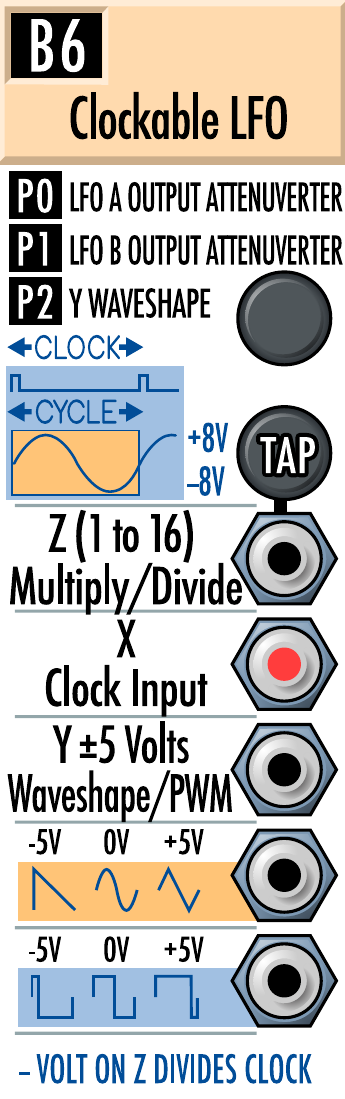 B6
Clockable LFO
P0 LFO A OUTPUT ATTENUVERTER
P1 LFO B OUTPUT ATTENUVERTER
P2 Y WAVESHAPE
CLOCK
CYCLE
+8V
–8V
TAP
Z (1 to 16)
Multiply/Divide
X
Clock Input
Y ±5 Volts
Waveshape/PWM
-5V 0V +5V
-5V 0V +5V
– VOLT ON Z DIVIDES CLOCK